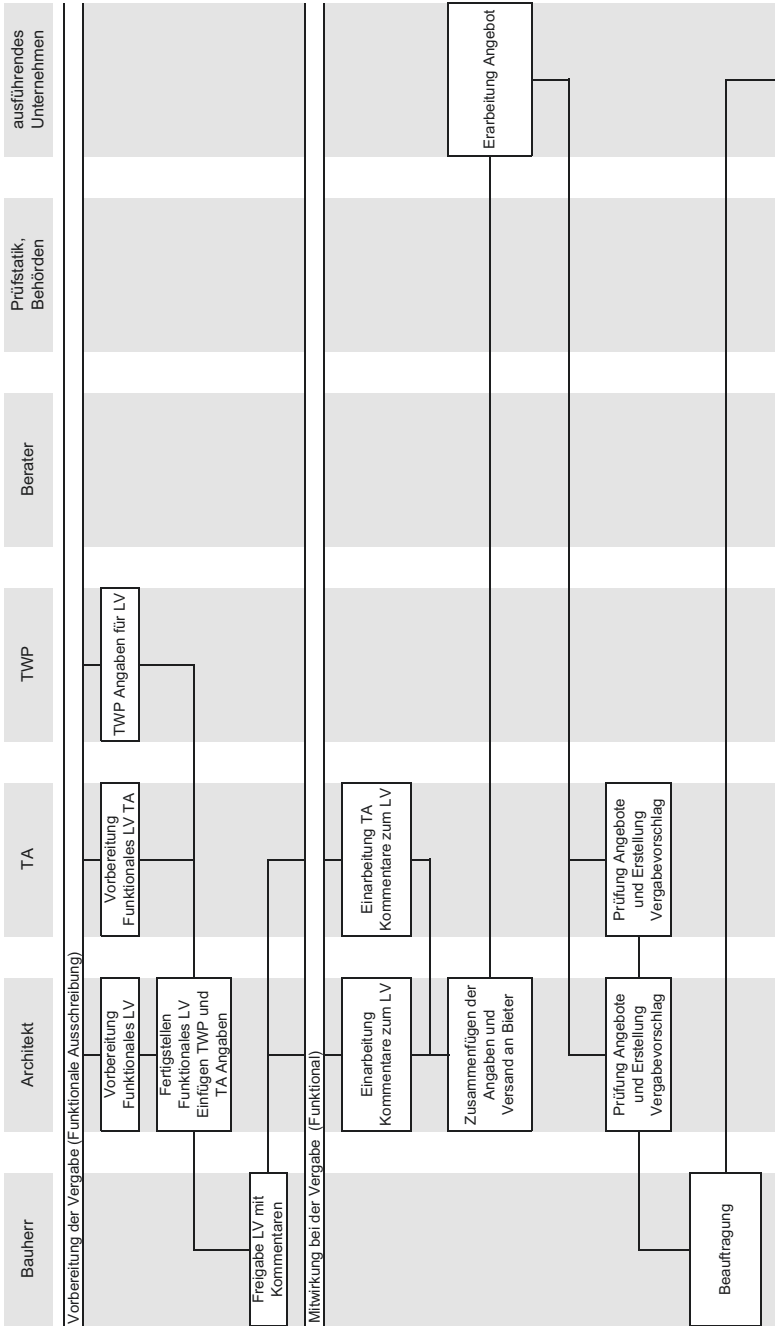 Bauherr
Architekt
TA
TWP
Berater
Prüfstatik,
Behörden
ausführendes
Unternehmen
Vorbereitung der Vergabe (Funktionale Ausschreibung)
Vorbereitung
Funktionales LV
Vorbereitung
Funktionales LV TA
TWP Angaben für LV
Fertigstellen
Funktionales LV
Einfügen TWP und
TA Angaben
Freigabe LV mit
Kommentaren
Mitwirkung bei der Vergabe (Funktional)
Einarbeitung
Kommentare zum LV
Einarbeitung TA
Kommentare zum LV
Zusammenfügen der
Angaben und
Versand an Bieter
Erarbeitung Angebot
Prüfung Angebote
und Erstellung
Vergabevorschlag
Prüfung Angebote
und Erstellung
Vergabevorschlag
Beauftragung